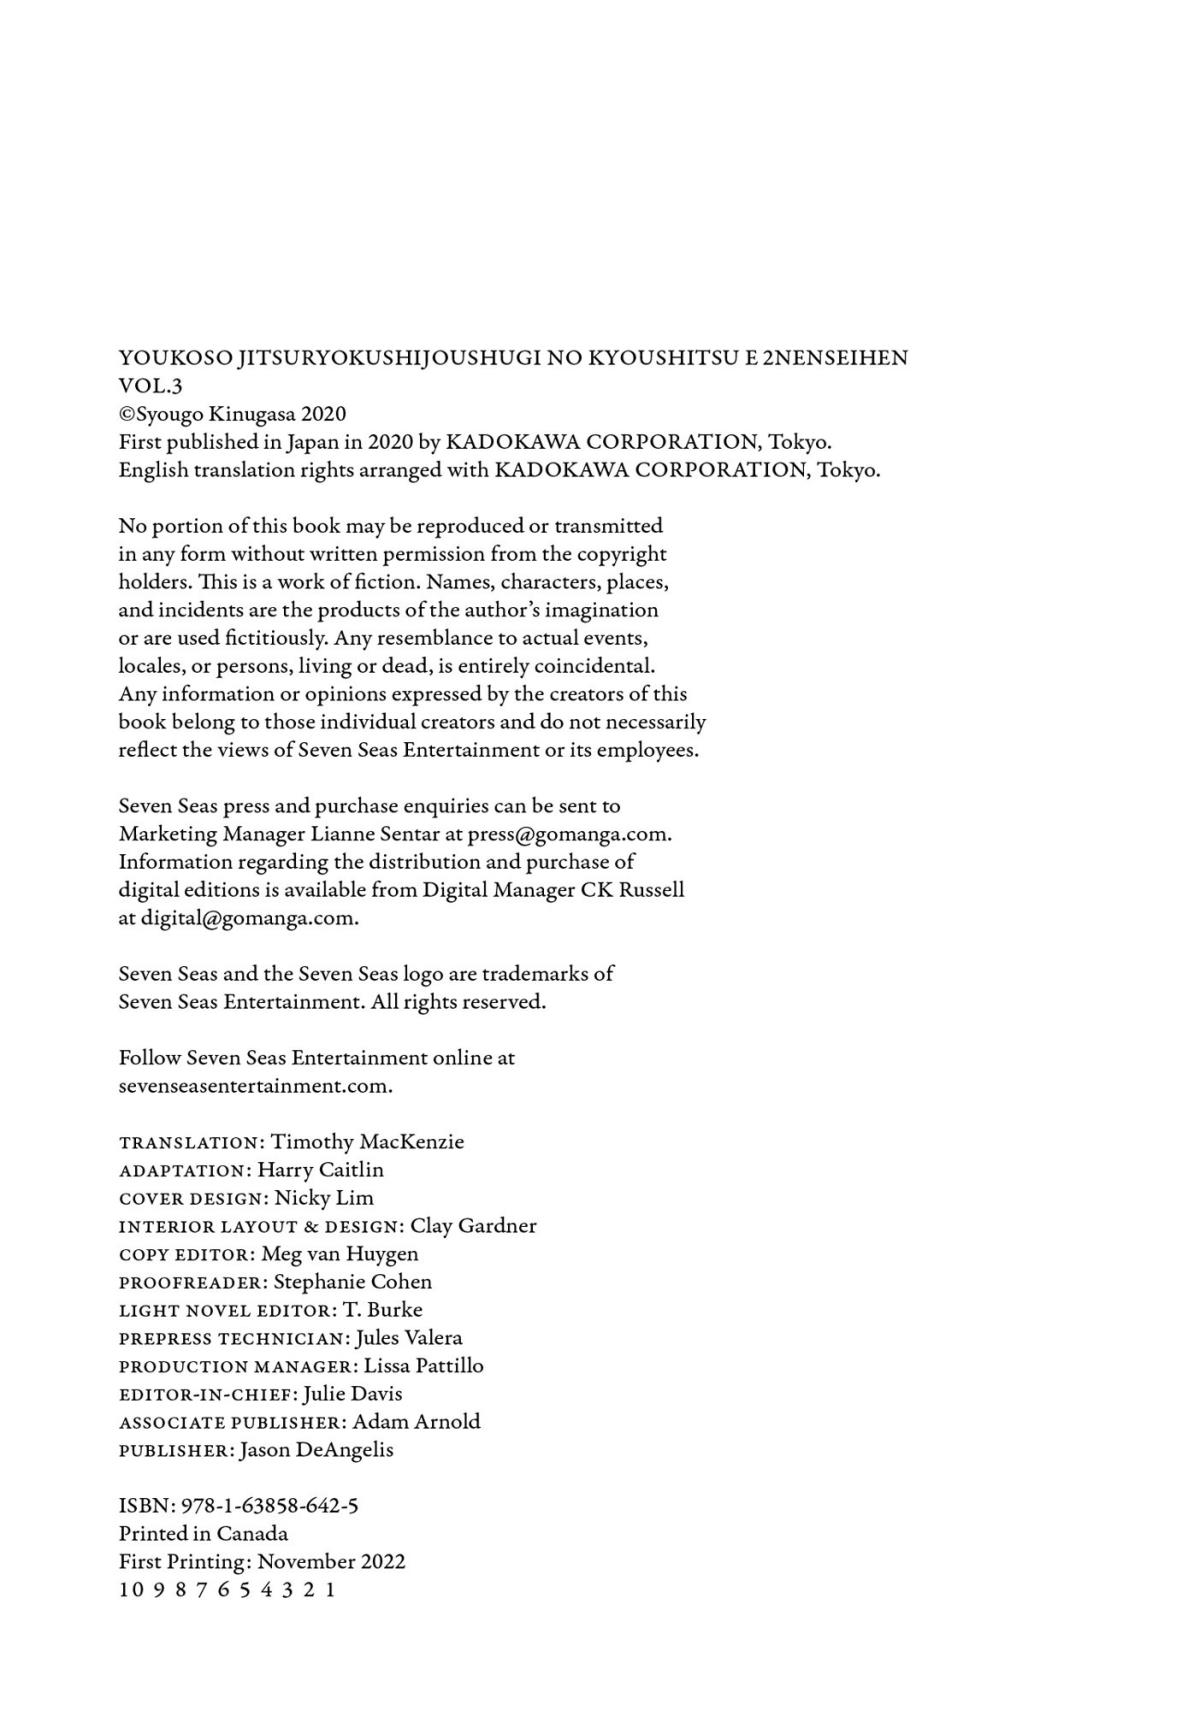 YOUKOSO JITSURYOKUSHIJOUSHUGI NO KYOUSHITSU E 2NENSEIHEN
VOL.3
©Syougo Kinugasa 2020
First published in Japan in 2020 by KADOKAWA CORPORATION, Tokyo.
English translation rights arranged with KADOKAWA CORPORATION, Tokyo.
No portion of this book may be reproduced or transmitted
in any form without written permission from the copyright
holders. This is a work of fiction. Names, characters, places,
and incidents are the products of the author’s imagination
or are used fictitiously. Any resemblance to actual events,
locales, or persons, living or dead, is entirely coincidental.
Any information or opinions expressed by the creators of this
book belong to those individual creators and do not necessarily
reflect the views of Seven Seas Entertainment or its employees.
Seven Seas press and purchase enquiries can be sent to
Marketing Manager Lianne Sentar at press@gomanga.com.
Information regarding the distribution and purchase of
digital editions is available from Digital Manager CK Russell
at digital@gomanga.com.
Seven Seas and the Seven Seas logo are trademarks of
Seven Seas Entertainment. All rights reserved.
Follow Seven Seas Entertainment online at
sevenseasentertainment.com.
TRANSLATION: Timothy MacKenzie
ADAPTATION: Harry Caitlin
COVER DESIGN: Nicky Lim
INTERIOR LAYOUT & DESIGN: Clay Gardner
COPY EDITOR: Meg van Huygen
PROOFREADER: Stephanie Cohen
LIGHT NOVEL EDITOR: T. Burke
PREPRESS TECHNICIAN: Jules Valera
PRODUCTION MANAGER: Lissa Pattillo
EDITOR-IN-CHIEF: Julie Davis
ASSOCIATE PUBLISHER: Adam Arnold
PUBLISHER: Jason DeAngelis
ISBN: 978-1-63858-642-5
Printed in Canada
First Printing: November 2022
10 9 8 7 6 5 4 3 2 1